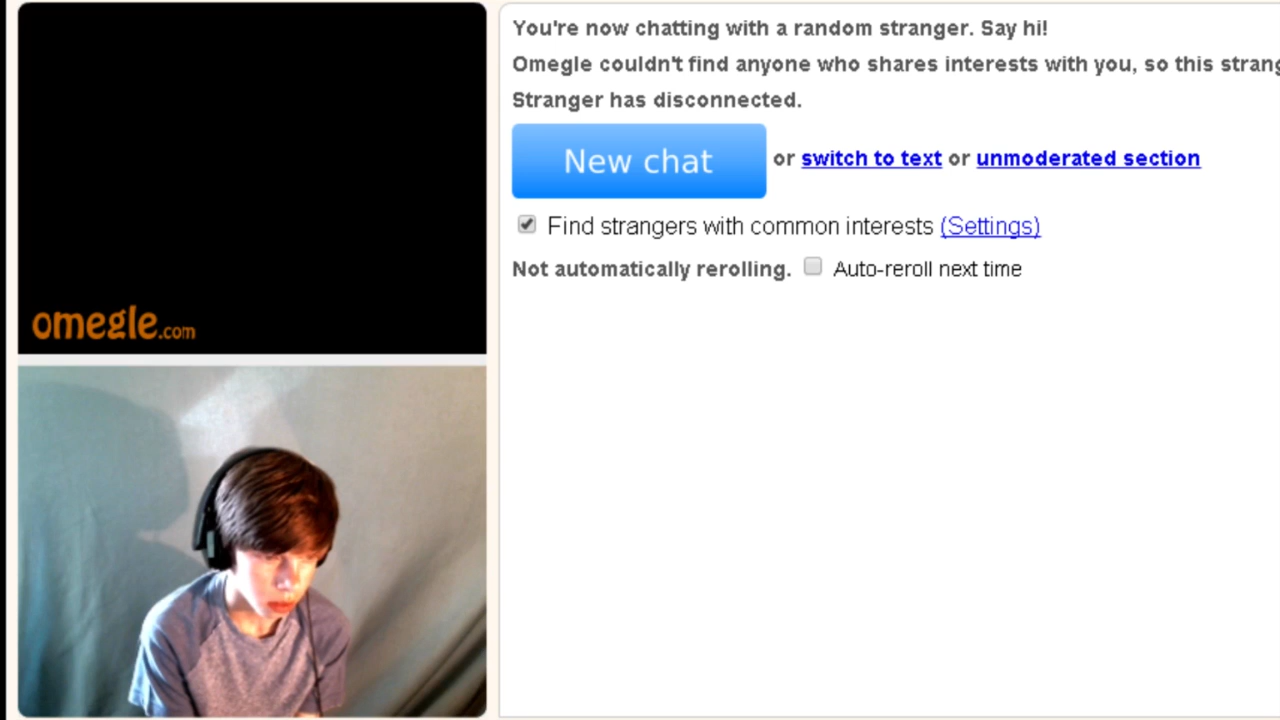 You're now chatting with a random stranger. Say hi!
Omegle couldn't find anyone who shares interests with you, so this
Stranger has disconnected.
New chat or switch to text or unmoderated section
Find strangers with common interests (Settings)
Not automatically rerolling. Auto-reroll next time
omegle.com